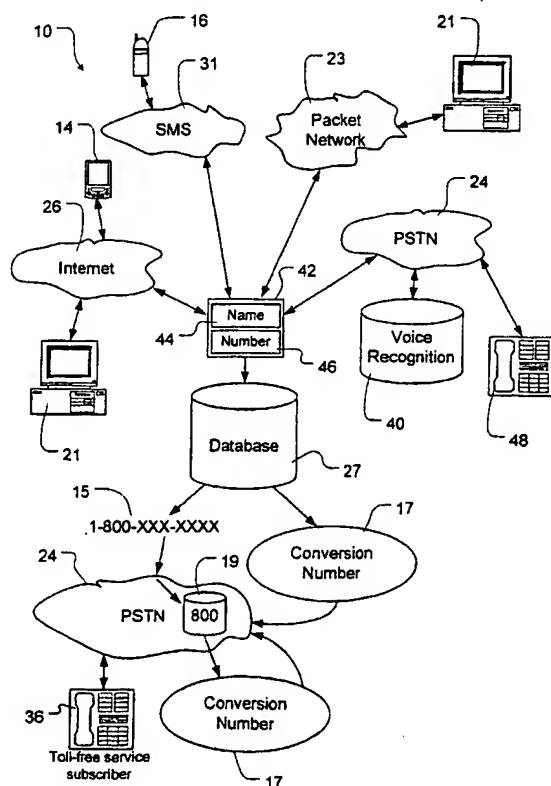 10
16
31
SMS
23
Packet
Network
21
14
26
Internet
24
PSTN
42
Name
44
Number
46
Voice
Recognition
40
48
21
Database
27
15
1-800-XXX-XXXX
17
Conversion
Number
24
19
PSTN
800
36
Toll-free service
subscriber
Conversion
Number
17